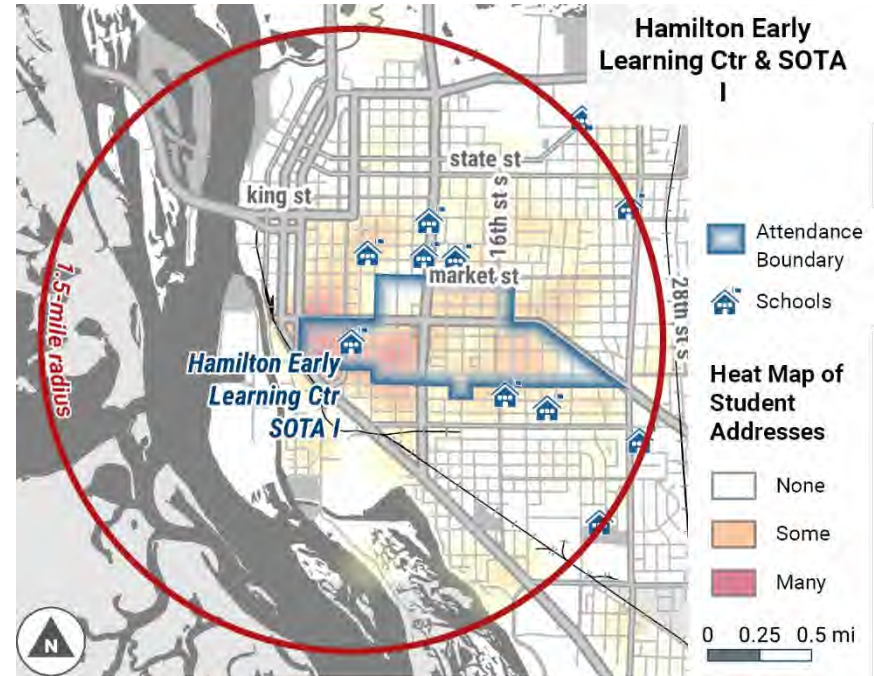 Hamilton Early
Learning Ctr & SOTA
I
state st
king st
16th st s
market st
28th st s
1.5-mile radius
Hamilton Early
Learning Ctr
SOTA I
Attendance
Boundary
Schools
Heat Map of
Student
Addresses
None
Some
Many
0 0.25 0.5 mi
N